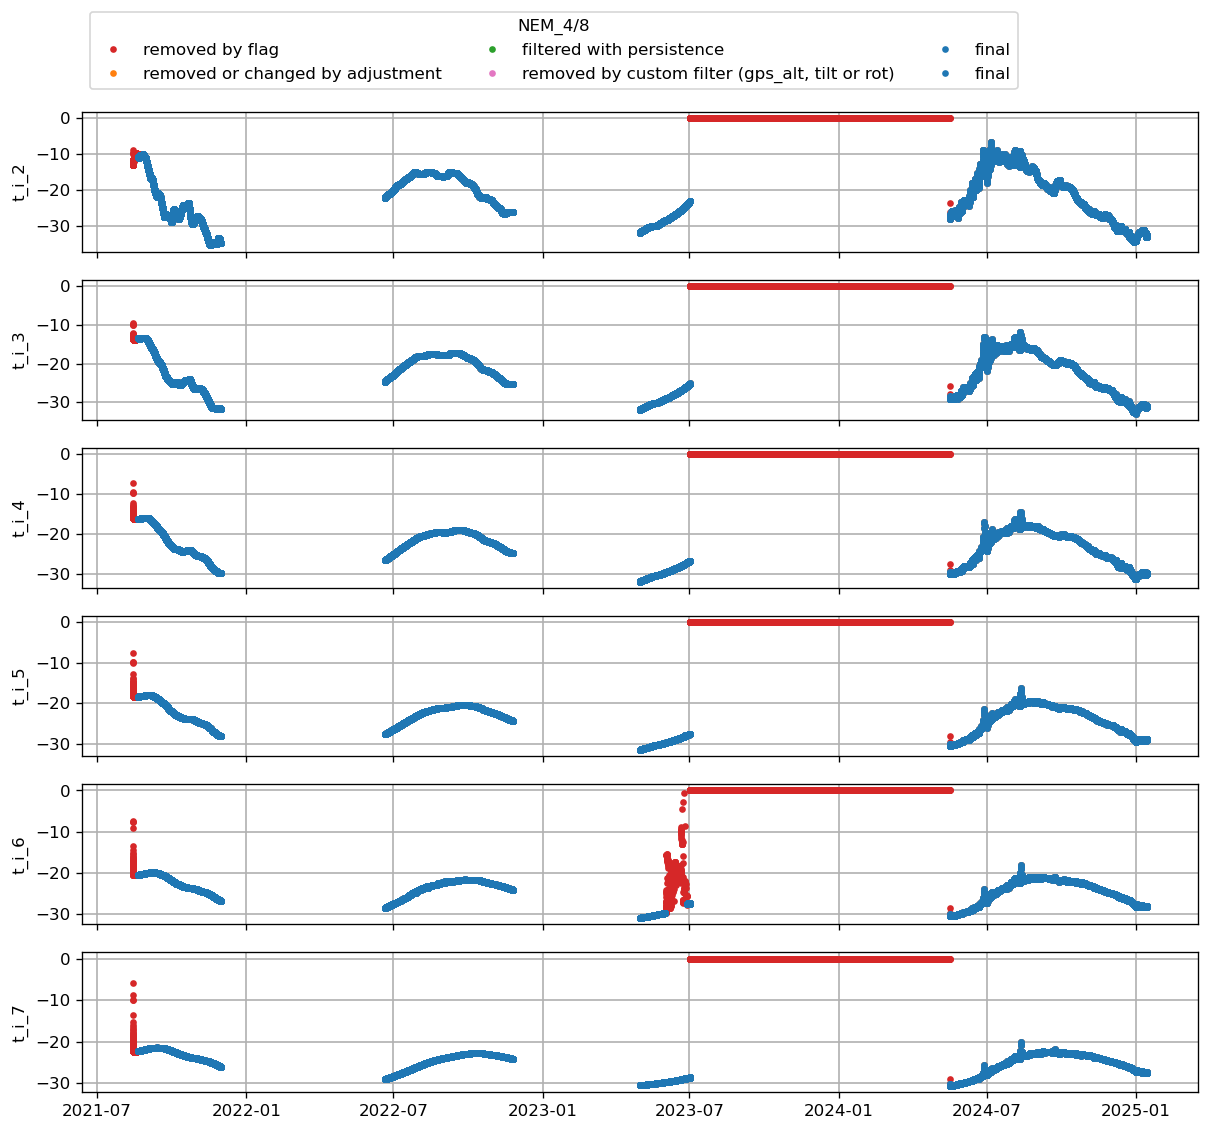 NEM_4/8
removed by flag
filtered with persistence
final
removed or changed by adjustment
removed by custom filter (gps_alt, tilt or rot)
final
0
−10
−20
−30
t_i_2
0
−10
−20
−30
t_i_3
0
−10
−20
−30
t_i_4
0
−10
−20
−30
t_i_5
0
−10
−20
−30
t_i_6
0
−10
−20
−30
t_i_7
2021-07
2022-01
2022-07
2023-01
2023-07
2024-01
2024-07
2025-01